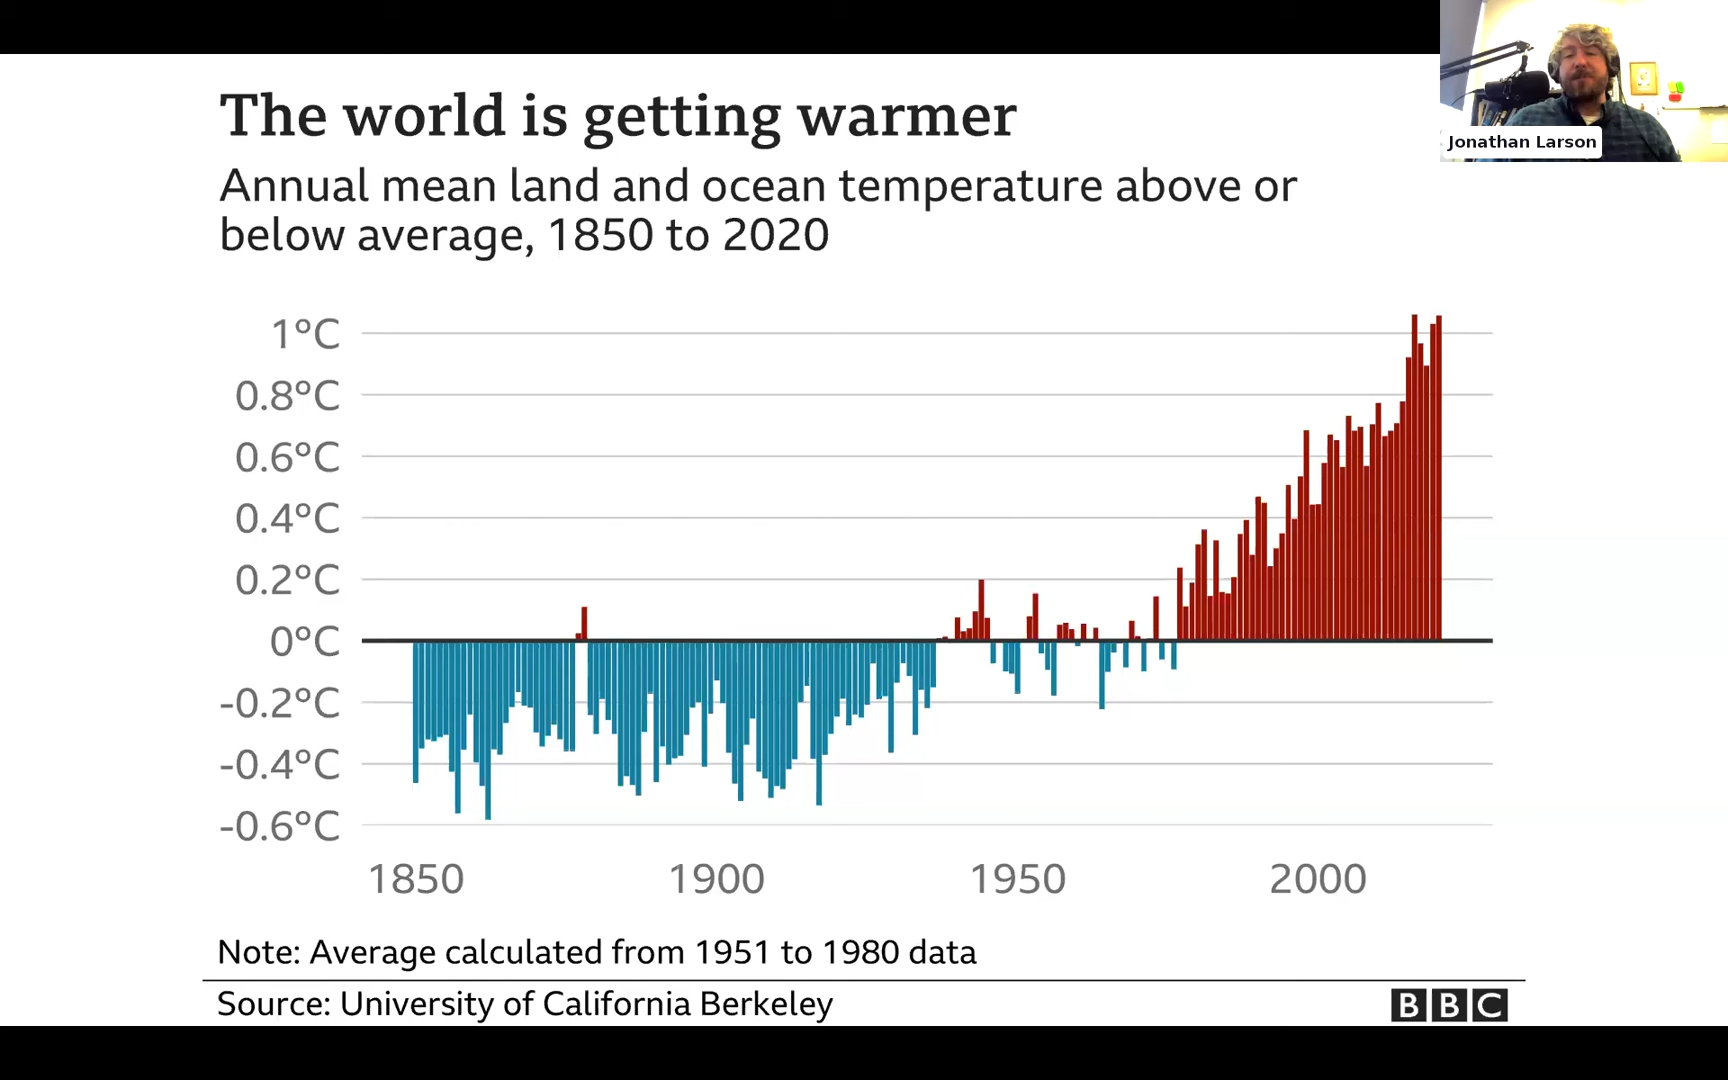 Jonathan Larson
The world is getting warmer
Annual mean land and ocean temperature above or
below average, 1850 to 2020
1°C
0.8°C
0.6°C
0.4°C
0.2°C
0°C
-0.2°C
-0.4°C
-0.6°C
1850 1900 1950 2000
Note: Average calculated from 1951 to 1980 data
Source: University of California Berkeley
BBC